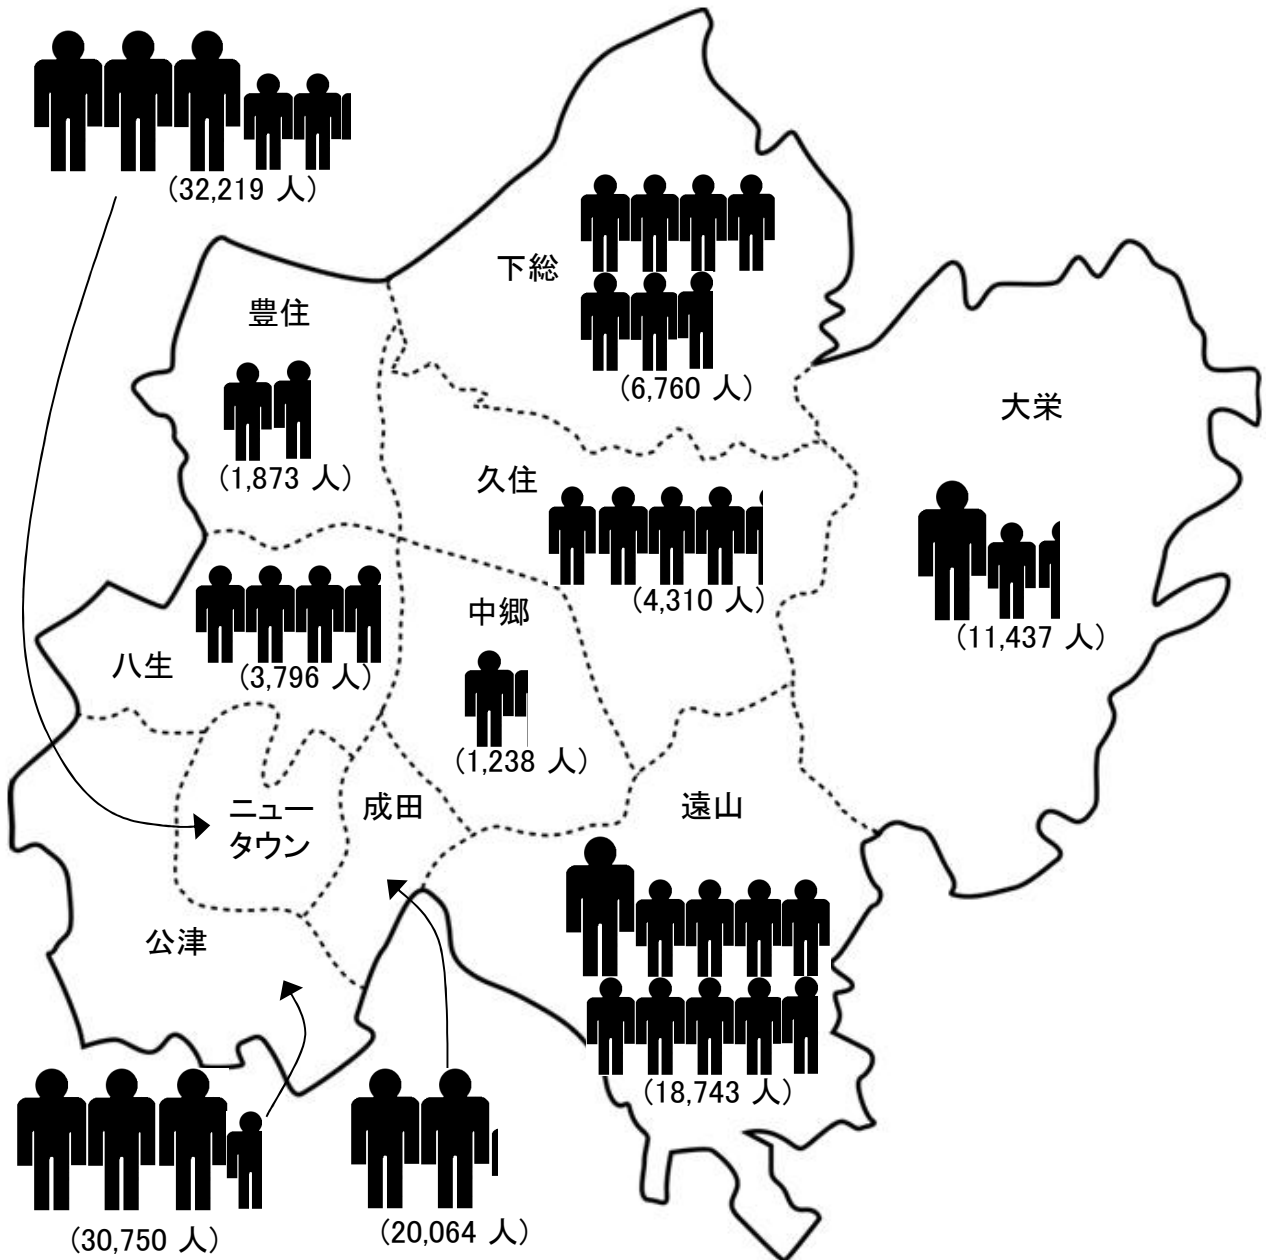 （32,219 人）
下総
豊住
（6,760 人）
大栄
（1,873 人）
久住
（4,310 人）
中郷
（11,437 人）
八生
（3,796 人）
（1,238 人）
ニュー
タウン
成田
遠山
公津
（18,743 人）
（30,750 人）
（20,064 人）